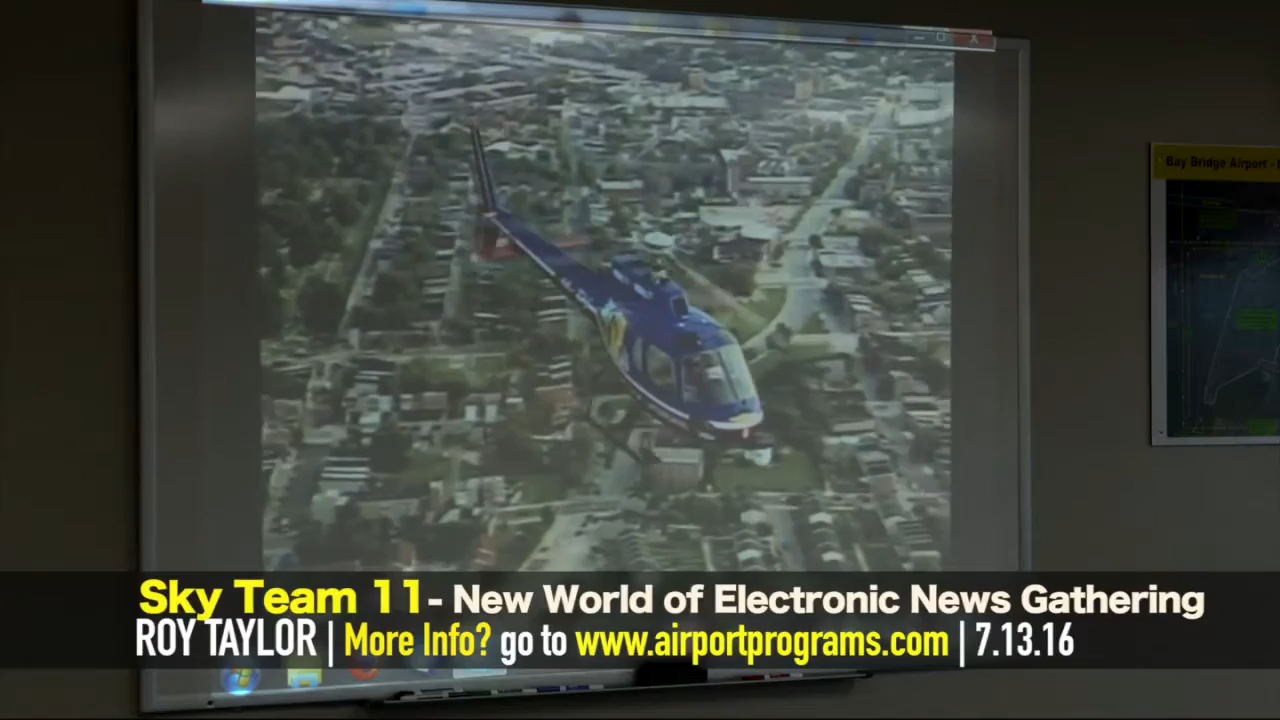 Bay Bridge Airport -
Sky Team 11 - New World of Electronic News Gathering
ROY TAYLOR | More Info? go to www.airportprograms.com | 7.13.16